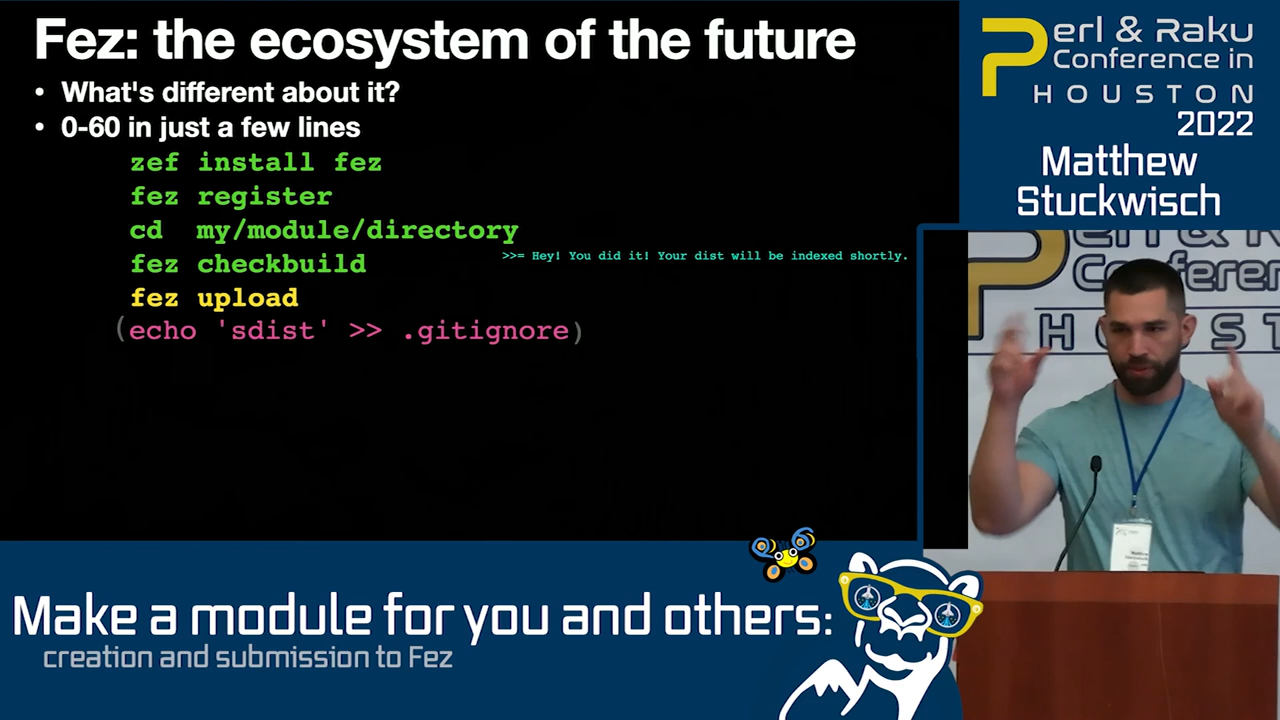 Fez: the ecosystem of the future
• What's different about it?
• 0-60 in just a few lines
zef install fez
fez register
cd my/module/directory
fez checkbuild
>>= Hey! You did it! Your dist will be indexed shortly.
fez upload
(echo 'sdist' >> .gitignore)
Perl & Raku
Conference in
HOUSTON
2022
Matthew
Stuckwisch
Make a module for you and others:
creation and submission to Fez